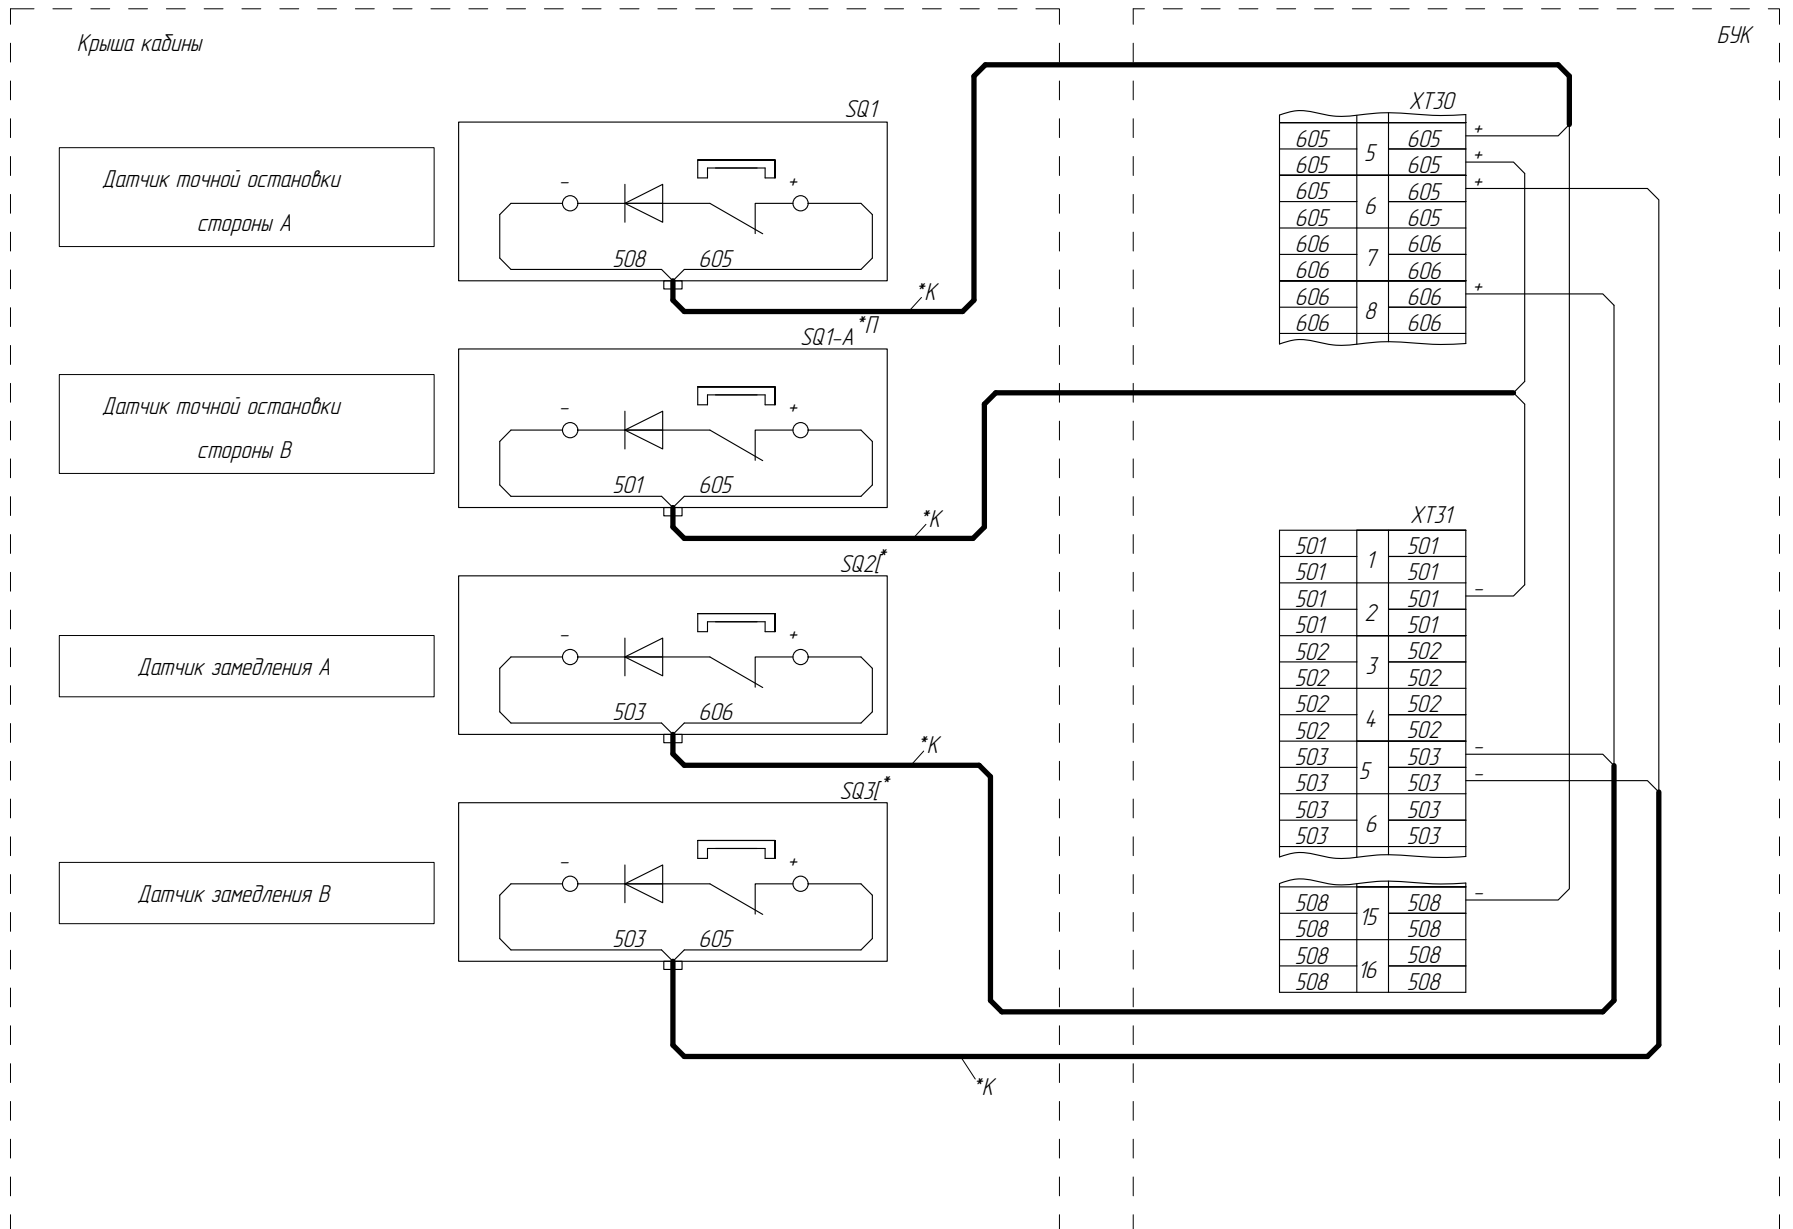 Крыша кабины
БУК
Датчик точной остановки
стороны А
SQ1
-
+
508
605
*К
Датчик точной остановки
стороны В
SQ1-А
*П
-
+
501
605
*К
Датчик замедления А
SQ2[*
-
+
503
606
*К
Датчик замедления В
SQ3[*
-
+
503
605
*К
XT30
605 5 605 +
605 605 +
605 6 605 +
605 605
606 7 606
606 606
606 8 606 +
606 606
XT31
501 1 501
501 501
501 2 501 -
501 501
502 3 502
502 502
502 4 502
502 502
503 5 503 -
503 503 -
503 6 503
503 503
508 15 508 -
508 508
508 16 508
508 508